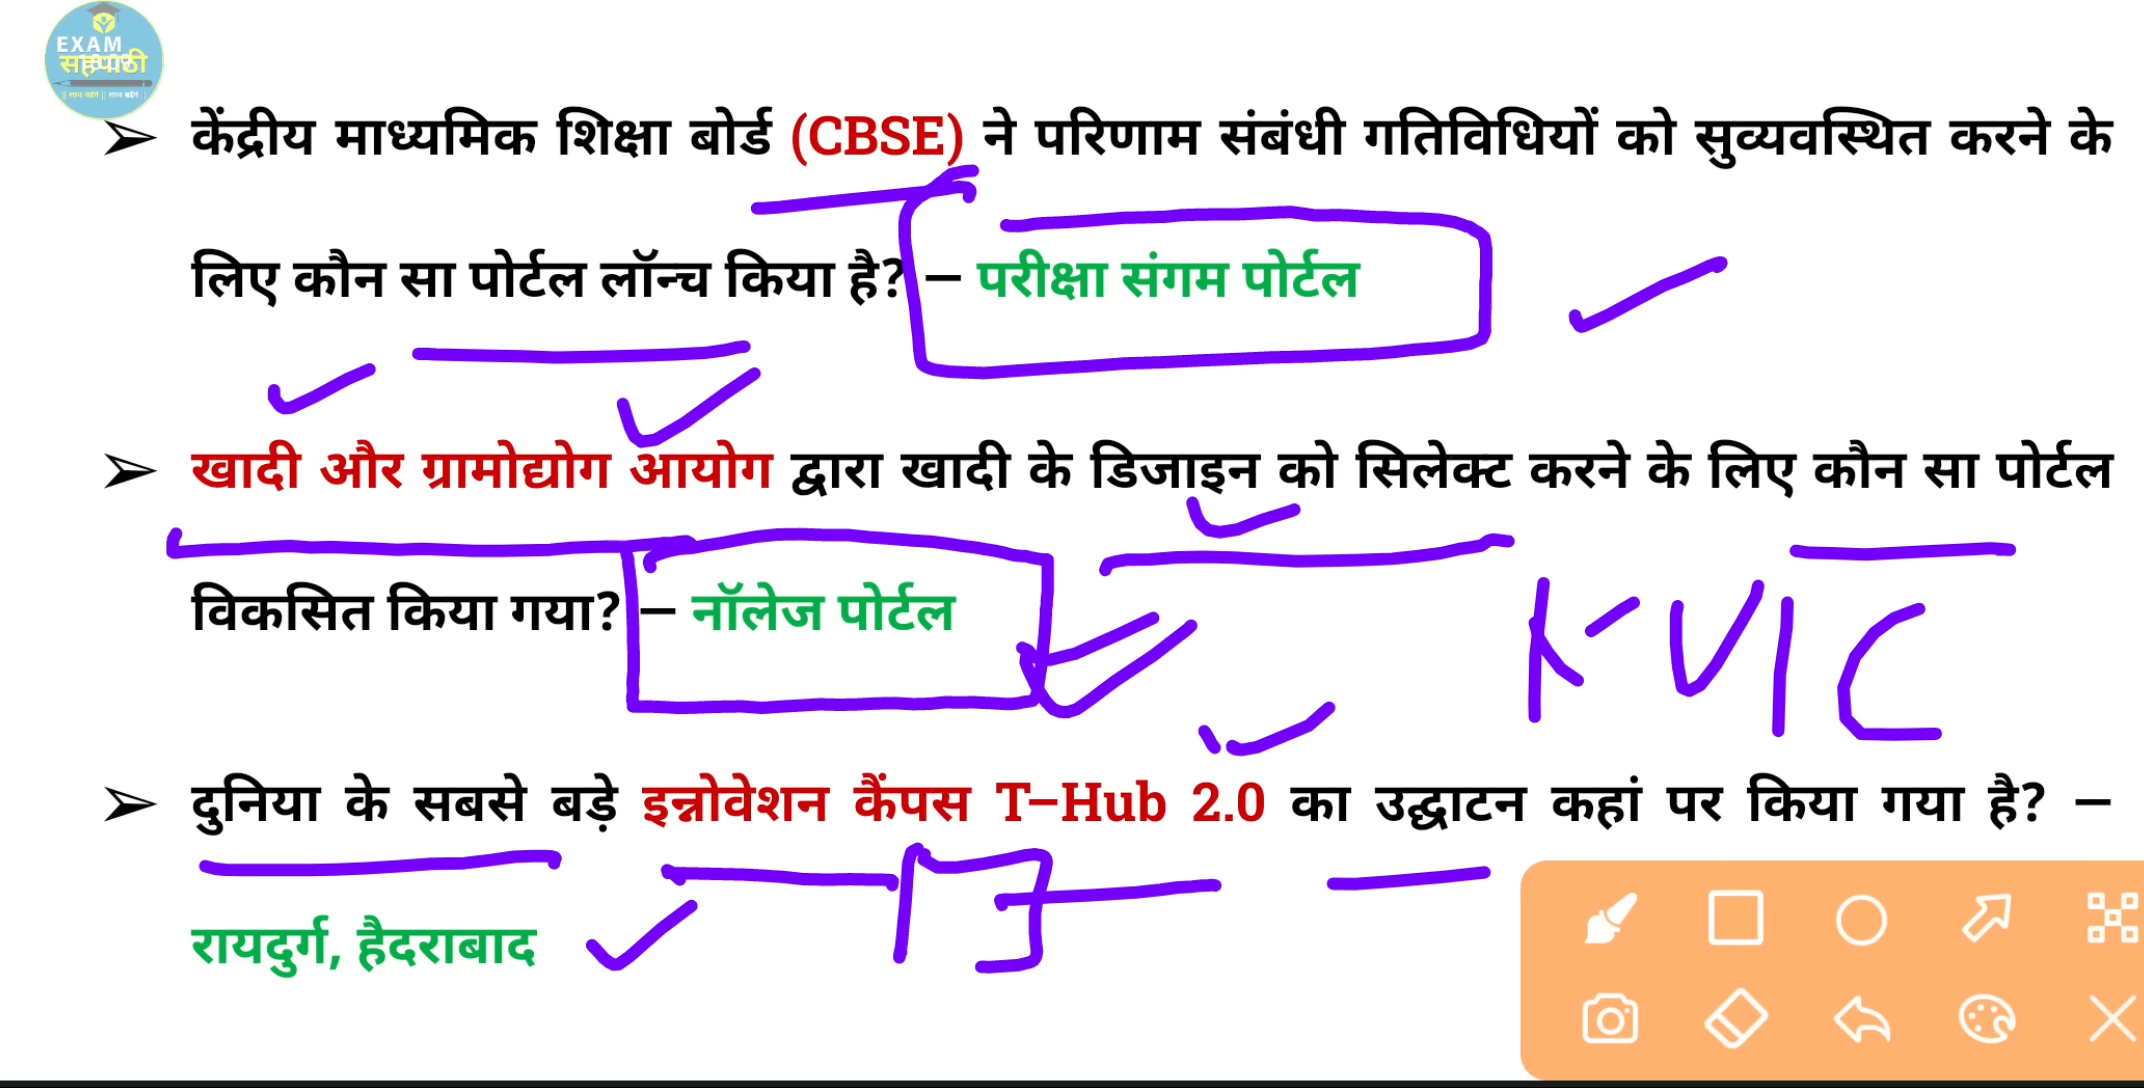 EXAM
सहपाठी
केंद्रीय माध्यमिक शिक्षा बोर्ड (CBSE) ने परिणाम संबंधी गतिविधियों को सुव्यवस्थित करने के
लिए कौन सा पोर्टल लॉन्च किया है? – परीक्षा संगम पोर्टल
खादी और ग्रामोद्योग आयोग द्वारा खादी के डिजाइन को सिलेक्ट करने के लिए कौन सा पोर्टल
विकसित किया गया? – नॉलेज पोर्टल
KVIC
दुनिया के सबसे बड़े इन्नोवेशन कैंपस T–Hub 2.0 का उद्घाटन कहां पर किया गया है? –
रायदुर्ग, हैदराबाद